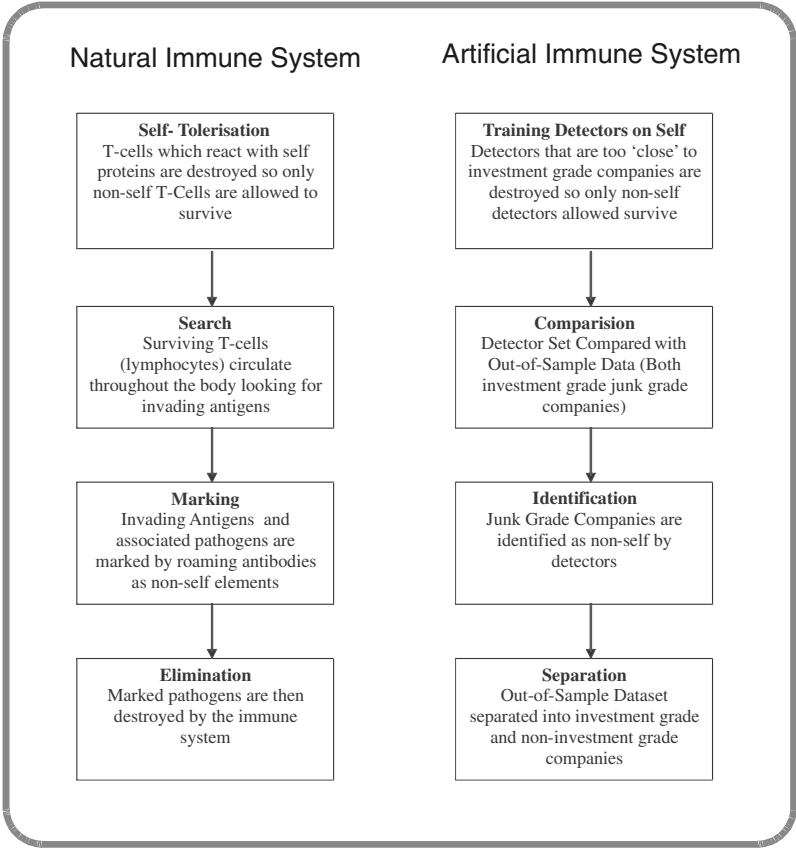 Natural Immune System
Self- Tolerisation
T-cells which react with self
proteins are destroyed so only
non-self T-Cells are allowed to
survive
Search
Surviving T-cells
(lymphocytes) circulate
throughout the body looking for
invading antigens
Marking
Invading Antigens and
associated pathogens are
marked by roaming antibodies
as non-self elements
Elimination
Marked pathogens are then
destroyed by the immune
system
Artificial Immune System
Training Detectors on Self
Detectors that are too ‘close’ to
investment grade companies are
destroyed so only non-self
detectors allowed survive
Comparision
Detector Set Compared with
Out-of-Sample Data (Both
investment grade junk grade
companies)
Identification
Junk Grade Companies are
identified as non-self by
detectors
Separation
Out-of-Sample Dataset
separated into investment grade
and non-investment grade
companies